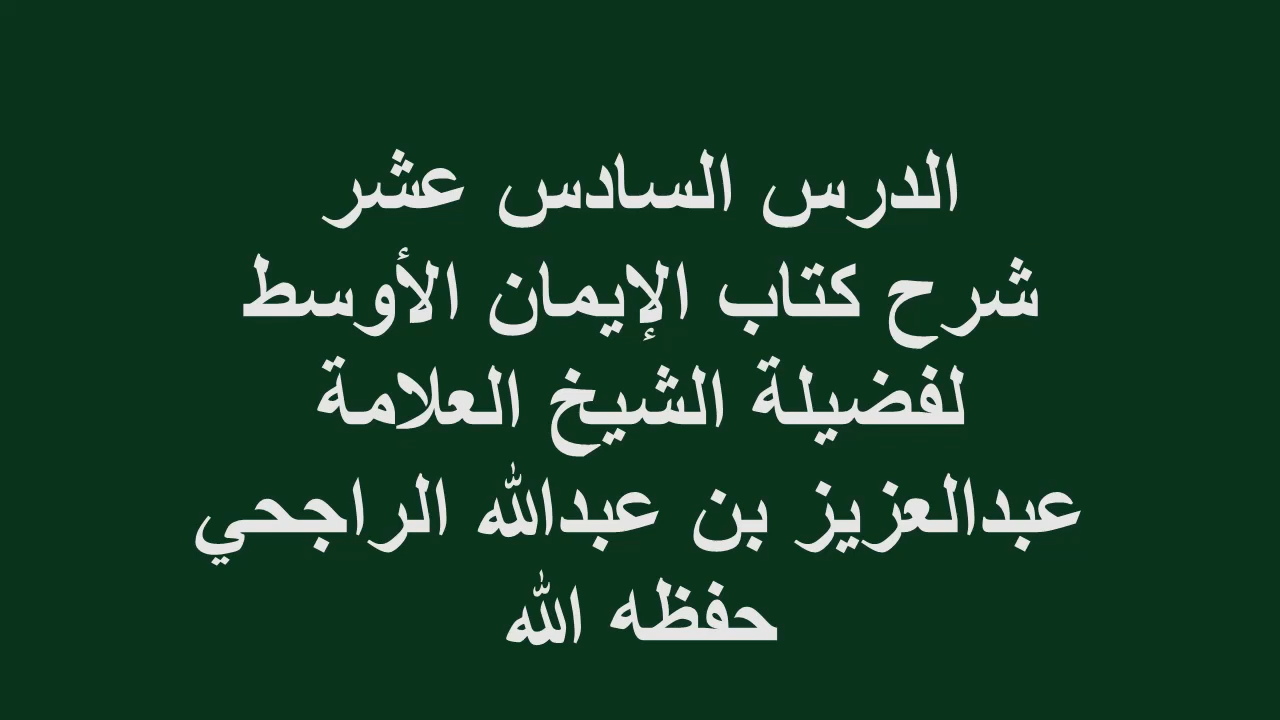 الدرس السادس عشر
شرح كتاب الإيمان الأوسط
لفضيلة الشيخ العلامة
عبدالعزيز بن عبدالله الراجحي
حفظه الله